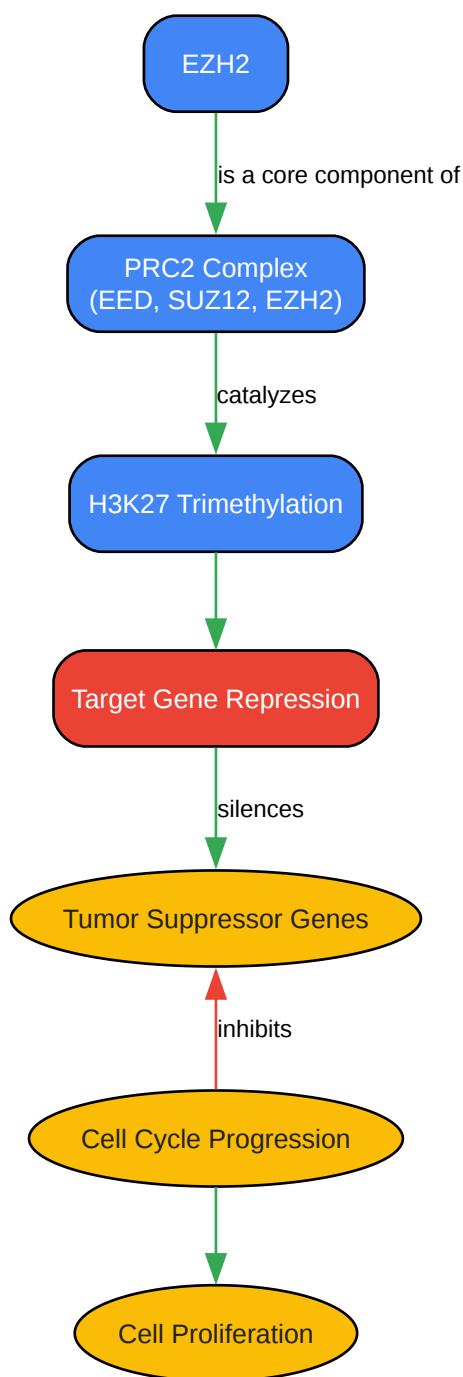 EZH2
is a core component of
PRC2 Complex
(EED, SUZ12, EZH2)
catalyzes
H3K27 Trimethylation
Target Gene Repression
silences
Tumor Suppressor Genes
inhibits
Cell Cycle Progression
Cell Proliferation